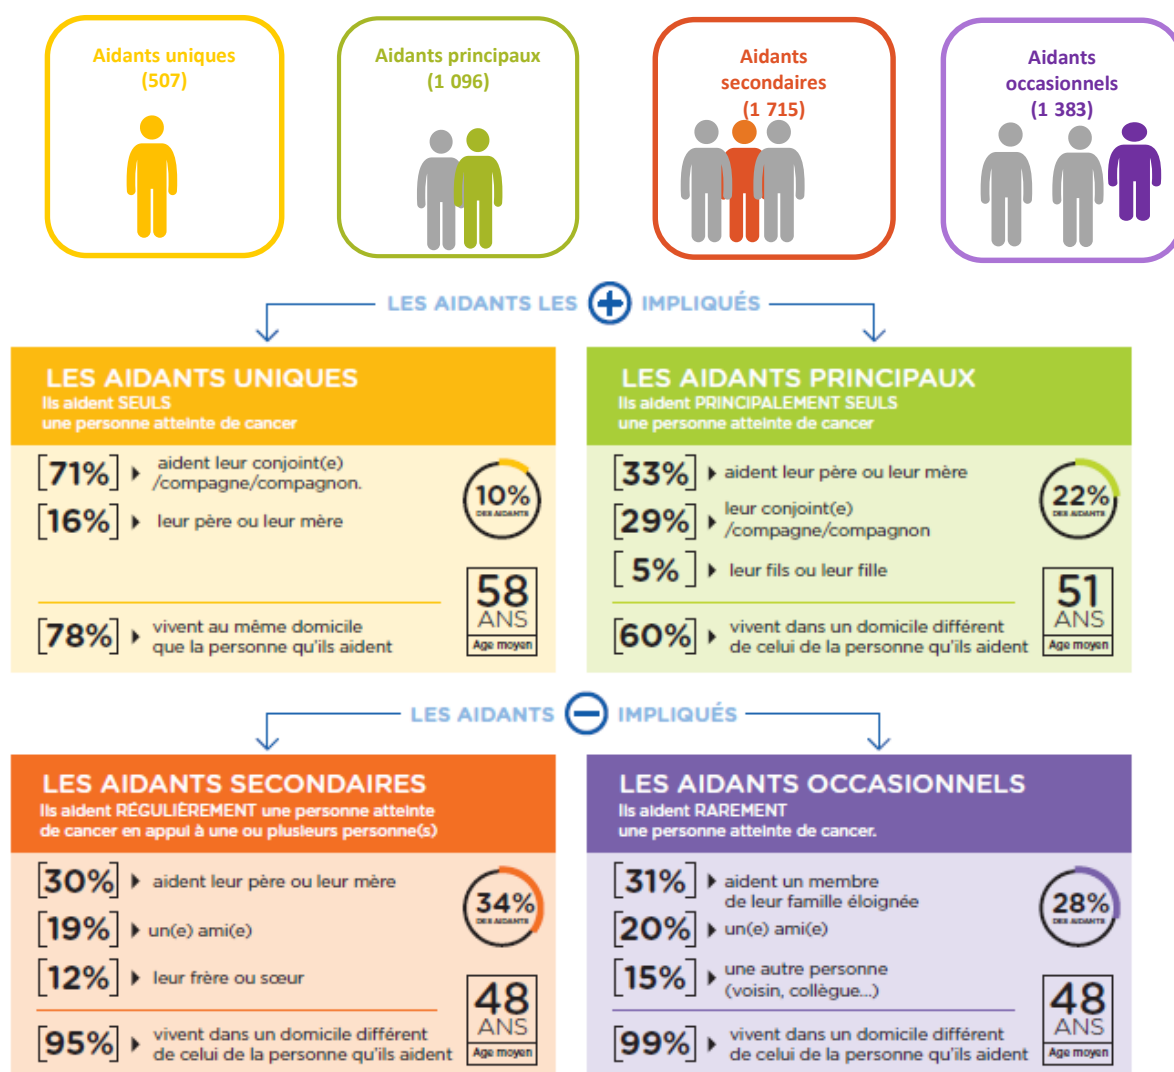 Aidants uniques
(507)
Aidants principaux
(1 096)
Aidants
secondaires
(1 715)
Aidants
occasionnels
(1 383)
LES AIDANTS LES + IMPLIQUÉS
LES AIDANTS UNIQUES
Ils aident SEULS
une personne atteinte de cancer
[71%] aident leur conjoint(e)
/compagne/compagnon.
[16%] leur père ou leur mère
10%
DES AIDANTS
58
ANS
Age moyen
[78%] vivent au même domicile
que la personne qu'ils aident
LES AIDANTS PRINCIPAUX
Ils aident PRINCIPALEMENT SEULS
une personne atteinte de cancer
[33%] aident leur père ou leur mère
[29%] leur conjoint(e)
/compagne/compagnon
[5%] leur fils ou leur fille
22%
DES AIDANTS
51
ANS
Age moyen
[60%] vivent dans un domicile différent
de celui de la personne qu'ils aident
LES AIDANTS − IMPLIQUÉS
LES AIDANTS SECONDAIRES
Ils aident RÉGULIÈREMENT une personne atteinte
de cancer en appui à une ou plusieurs personne(s)
[30%] aident leur père ou leur mère
[19%] un(e) ami(e)
[12%] leur frère ou sœur
34%
DES AIDANTS
48
ANS
Age moyen
[95%] vivent dans un domicile différent
de celui de la personne qu'ils aident
LES AIDANTS OCCASIONNELS
Ils aident RAREMENT
une personne atteinte de cancer.
[31%] aident un membre
de leur famille éloignée
[20%] un(e) ami(e)
[15%] une autre personne
(voisin, collègue...)
28%
DES AIDANTS
48
ANS
Age moyen
[99%] vivent dans un domicile différent
de celui de la personne qu'ils aident